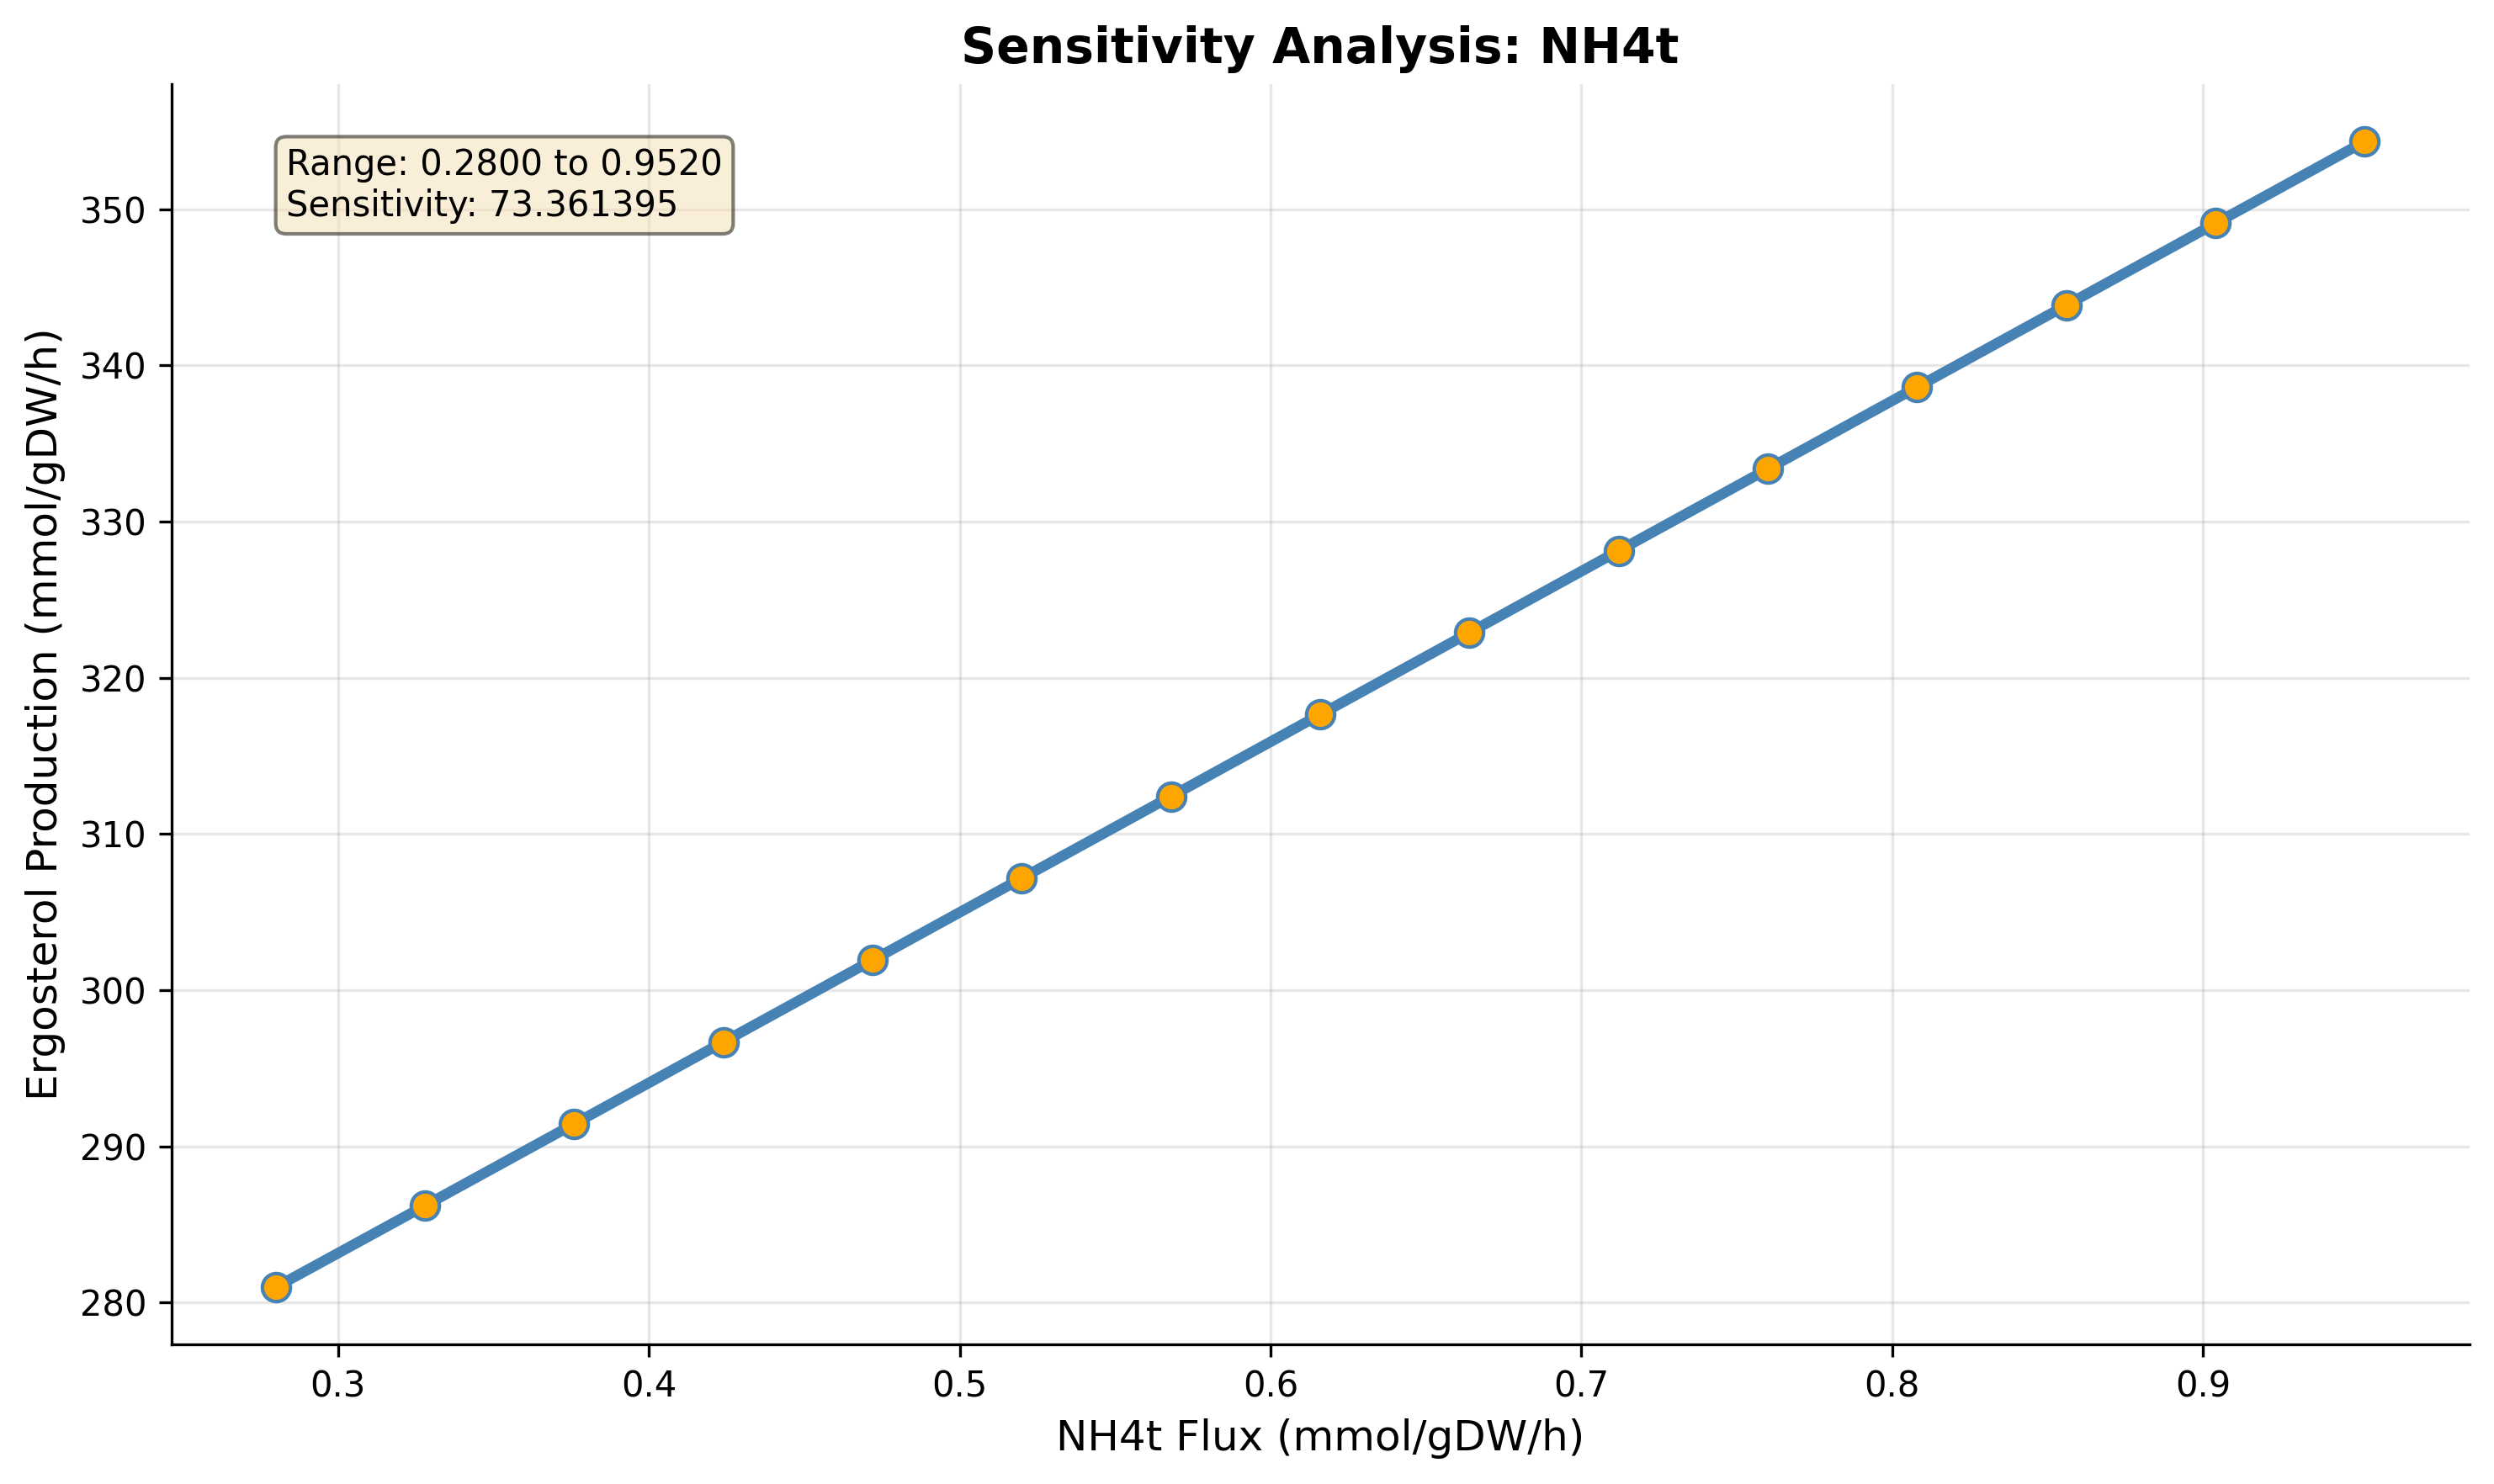 Sensitivity Analysis: NH4t
Range: 0.2800 to 0.9520
Sensitivity: 73.361395
Ergosterol Production (mmol/gDW/h)
350
340
330
320
310
300
290
280
0.3 0.4 0.5 0.6 0.7 0.8 0.9
NH4t Flux (mmol/gDW/h)